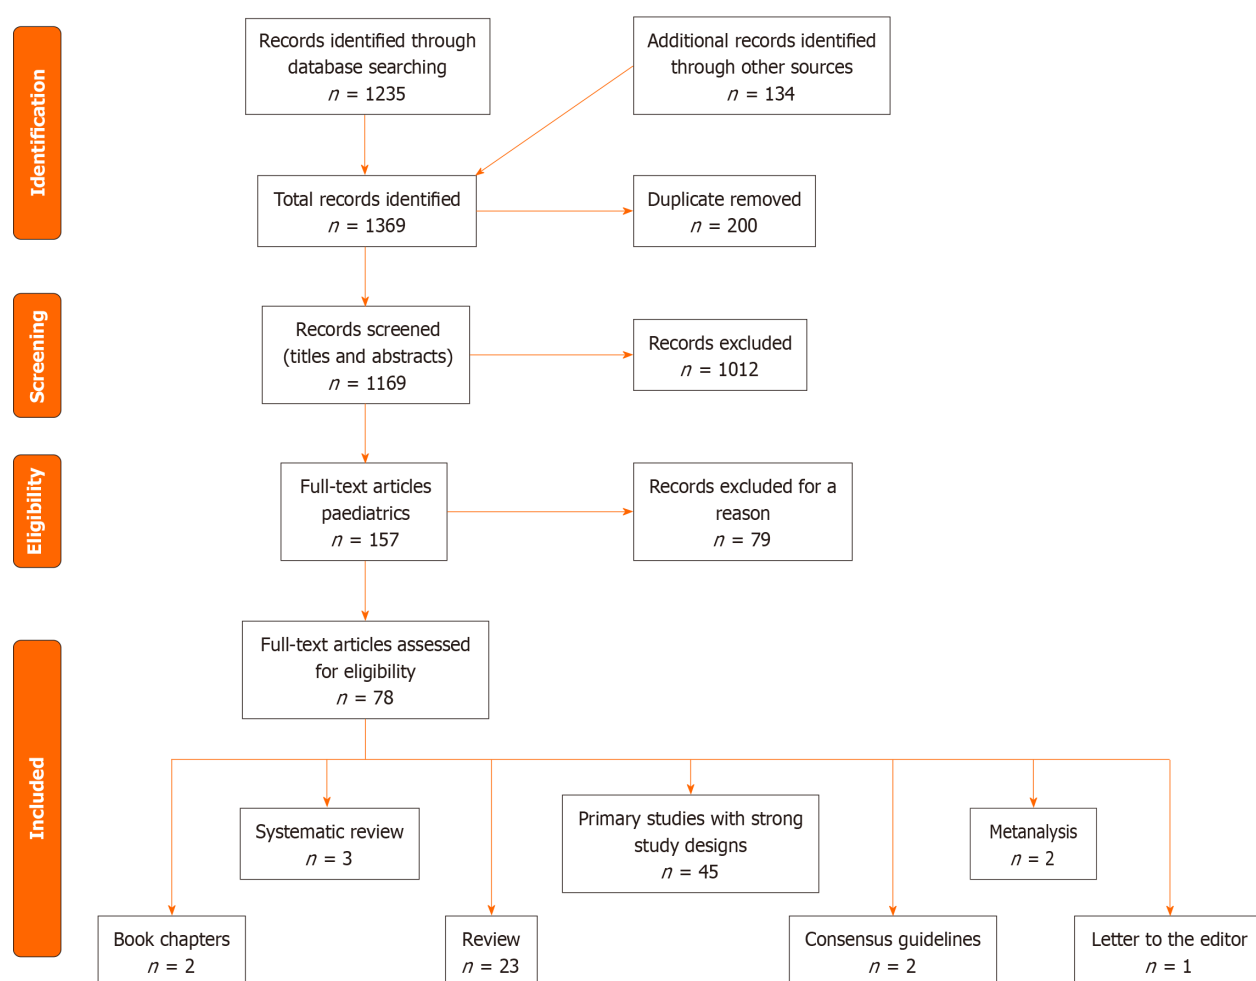 Identification
Records identified through
database searching
n = 1235
Additional records identified
through other sources
n = 134
Total records identified
n = 1369
Duplicate removed
n = 200
Screening
Records screened
(titles and abstracts)
n = 1169
Records excluded
n = 1012
Eligibility
Full-text articles
paediatrics
n = 157
Records excluded for a
reason
n = 79
Included
Full-text articles assessed
for eligibility
n = 78
Systematic review
n = 3
Primary studies with strong
study designs
n = 45
Metanalysis
n = 2
Book chapters
n = 2
Review
n = 23
Consensus guidelines
n = 2
Letter to the editor
n = 1